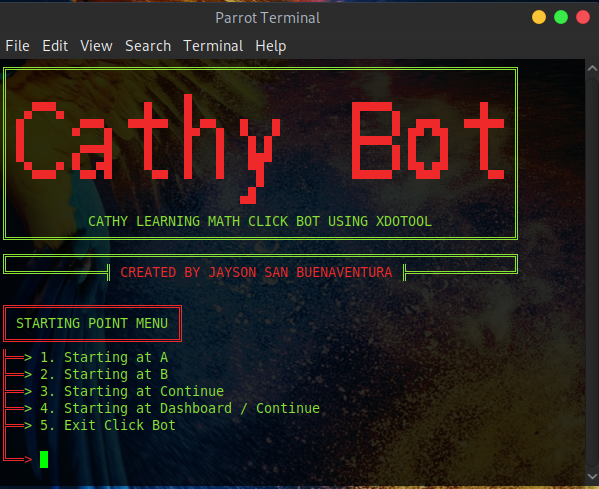 Parrot Terminal
File Edit View Search Terminal Help
Cathy Bot
CATHY LEARNING MATH CLICK BOT USING XDOTOOL
CREATED BY JAYSON SAN BUENAVENTURA
STARTING POINT MENU
> 1. Starting at A
> 2. Starting at B
> 3. Starting at Continue
> 4. Starting at Dashboard / Continue
> 5. Exit Click Bot
>